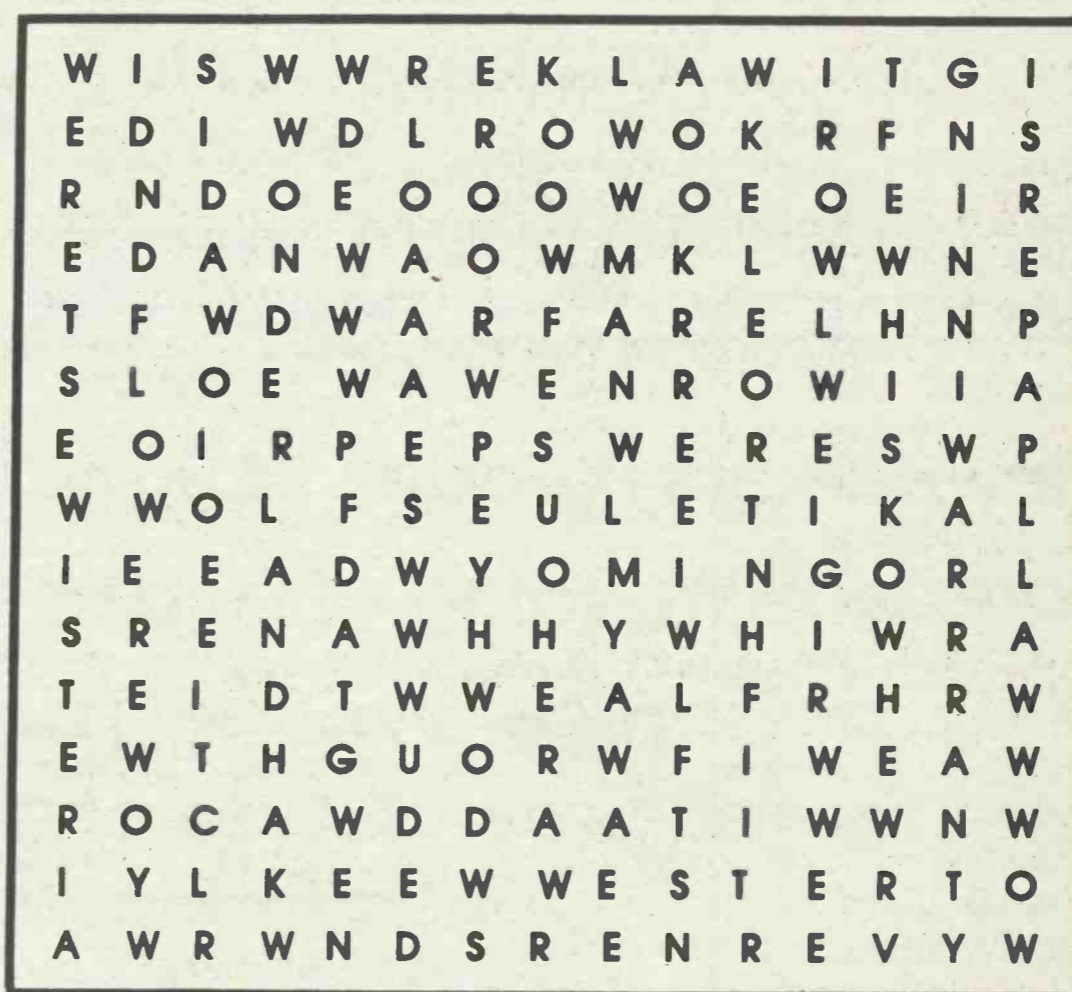 W I S W W R E K L A W I T G I
E D I W D L R O W O K R F N S
R N D O E O O O W O E O E I R
E D A N W A O W M K L W W N E
T F W D W A R F A R E L H N P
S L O E W A W E N R O W I I A
E O I R P E P S W E R E S W P
W W O L F S E U L E T I K A L
I E E A D W Y O M I N G O R L
S R E N A W H H Y W H I W R A
T E I D T W W E A L F R H R W
E W T H G U O R W F I W E A W
R O C A W D D A A T I W W N W
I Y L K E E W W E S T E R T O
A W R W N D S R E N R E V Y W